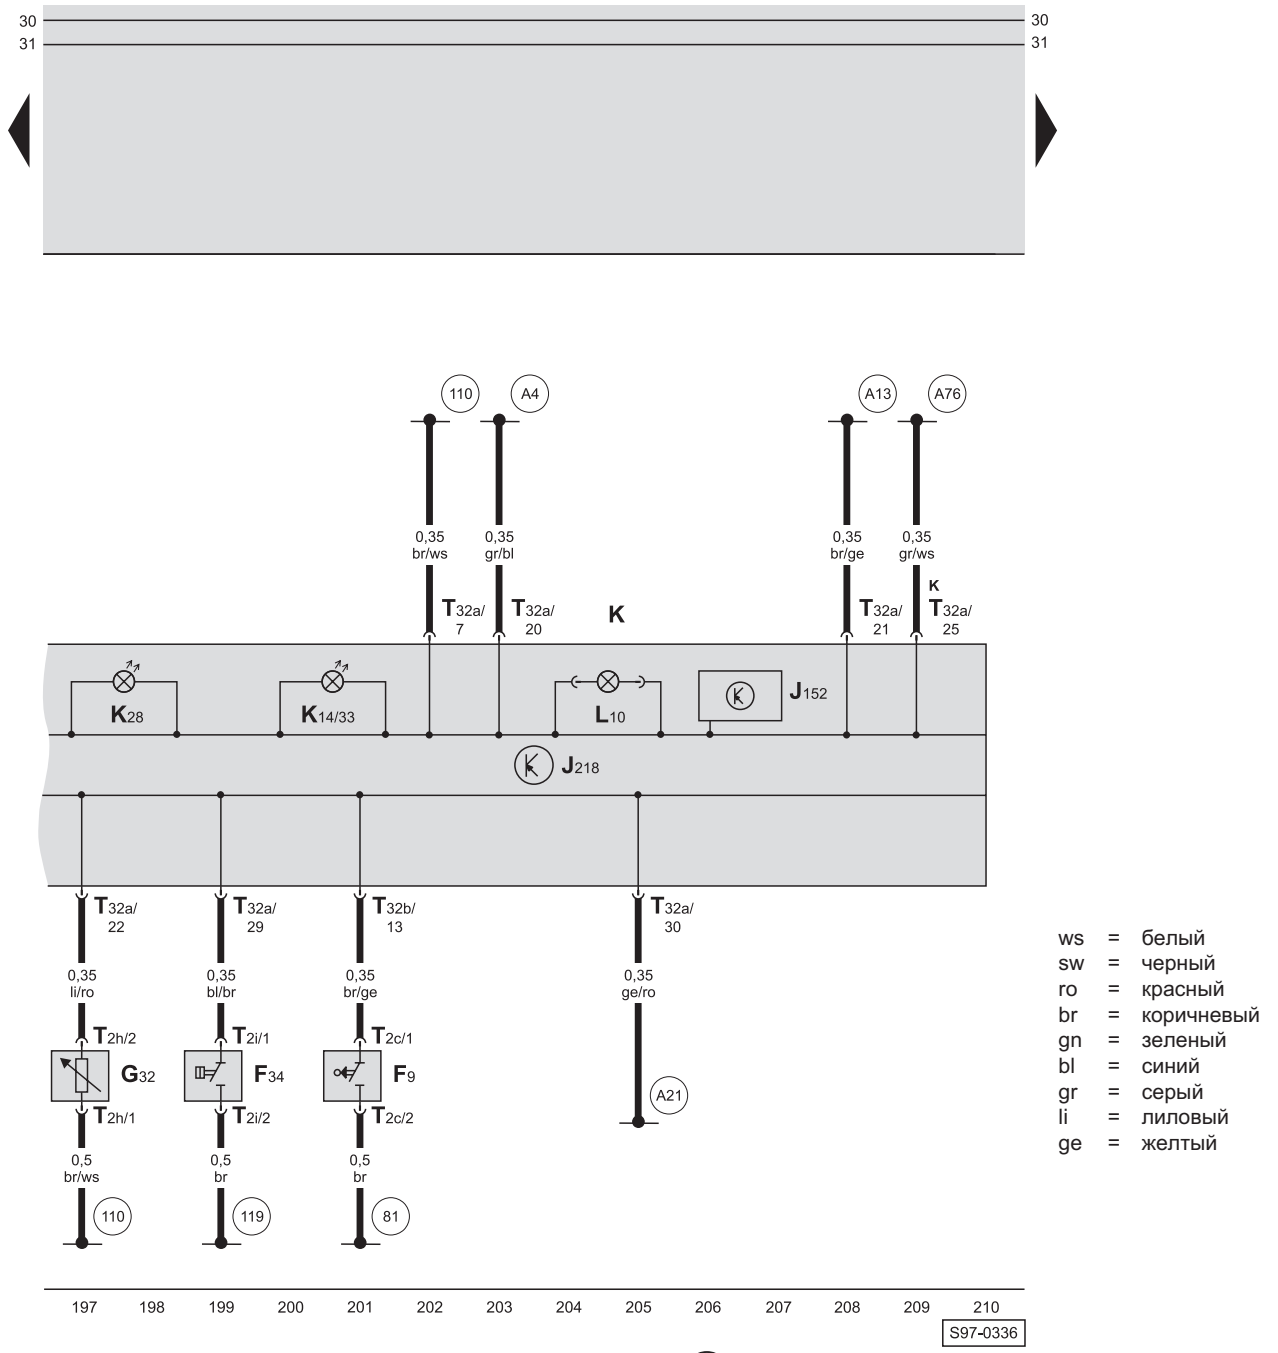 30 30
31 31
110 A4 A13 A76
0,35 0,35 0,35 0,35
br/ws gr/bl br/ge gr/ws
K
T32a/ T32a/ K T32a/ T32a/
7 20 21 25
K28 K14/33 L10 J152
J218
T32a/ T32a/ T32b/ T32a/
22 29 13 30
0,35 0,35 0,35 0,35
li/ro bl/br br/ge ge/ro
T2h/2 T2i/1 T2c/1
G32 F34 F9
A21
T2h/1 T2i/2 T2c/2
0,5 0,5 0,5
br/ws br br
110 119 81
ws = белый
sw = черный
ro = красный
br = коричневый
gn = зеленый
bl = синий
gr = серый
li = лиловый
ge = желтый
197 198 199 200 201 202 203 204 205 206 207 208 209 210
S97-0336